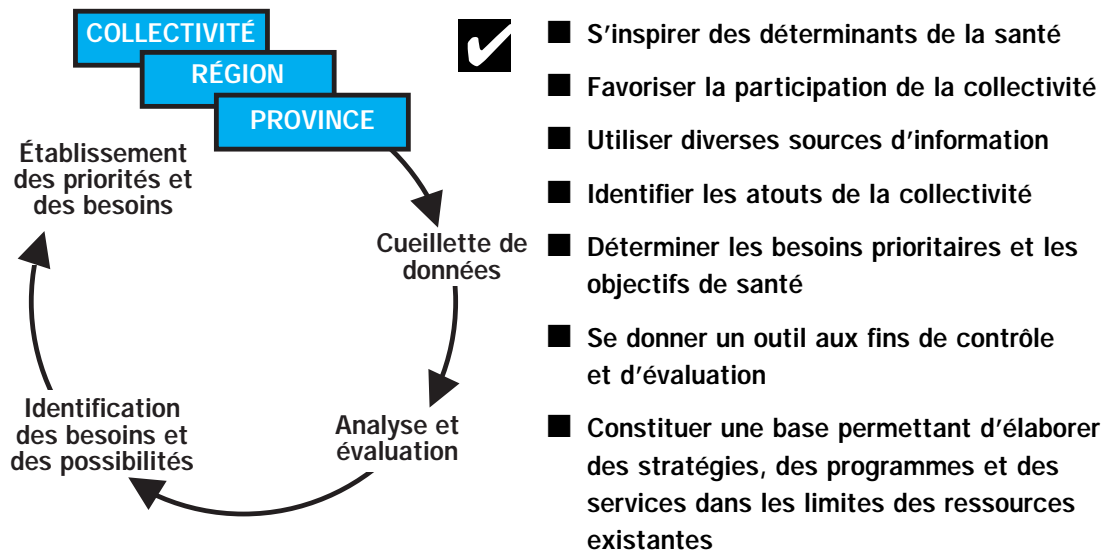 COLLECTIVITÉ
RÉGION
PROVINCE
Établissement
des priorités et
des besoins
Cueillette de
données
Analyse et
évaluation
Identification
des besoins et
des possibilités
■ S'inspirer des déterminants de la santé
■ Favoriser la participation de la collectivité
■ Utiliser diverses sources d'information
■ Identifier les atouts de la collectivité
■ Déterminer les besoins prioritaires et les
objectifs de santé
■ Se donner un outil aux fins de contrôle
et d'évaluation
■ Constituer une base permettant d'élaborer
des stratégies, des programmes et des
services dans les limites des ressources
existantes